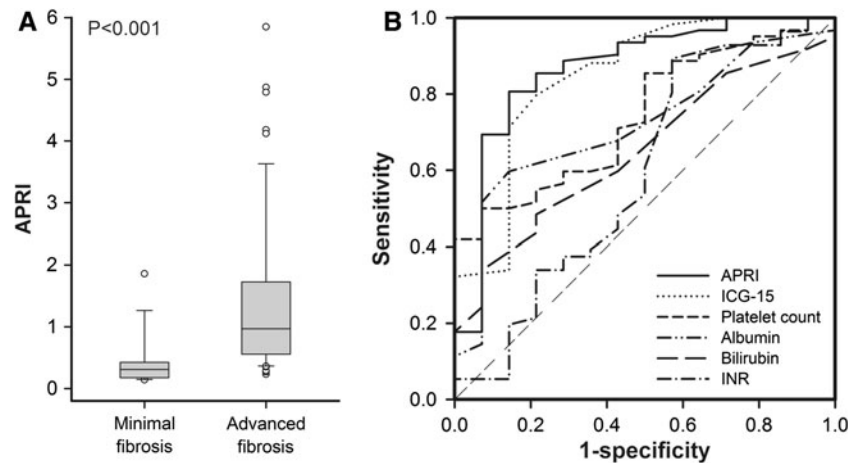 A
P<0.001
APRI
6
5
4
3
2
1
0
Minimal
fibrosis
Advanced
fibrosis
B
Sensitivity
1.0
0.8
0.6
0.4
0.2
0.0
APRI
ICG-15
Platelet count
Albumin
Bilirubin
INR
0.0 0.2 0.4 0.6 0.8 1.0
1-specificity